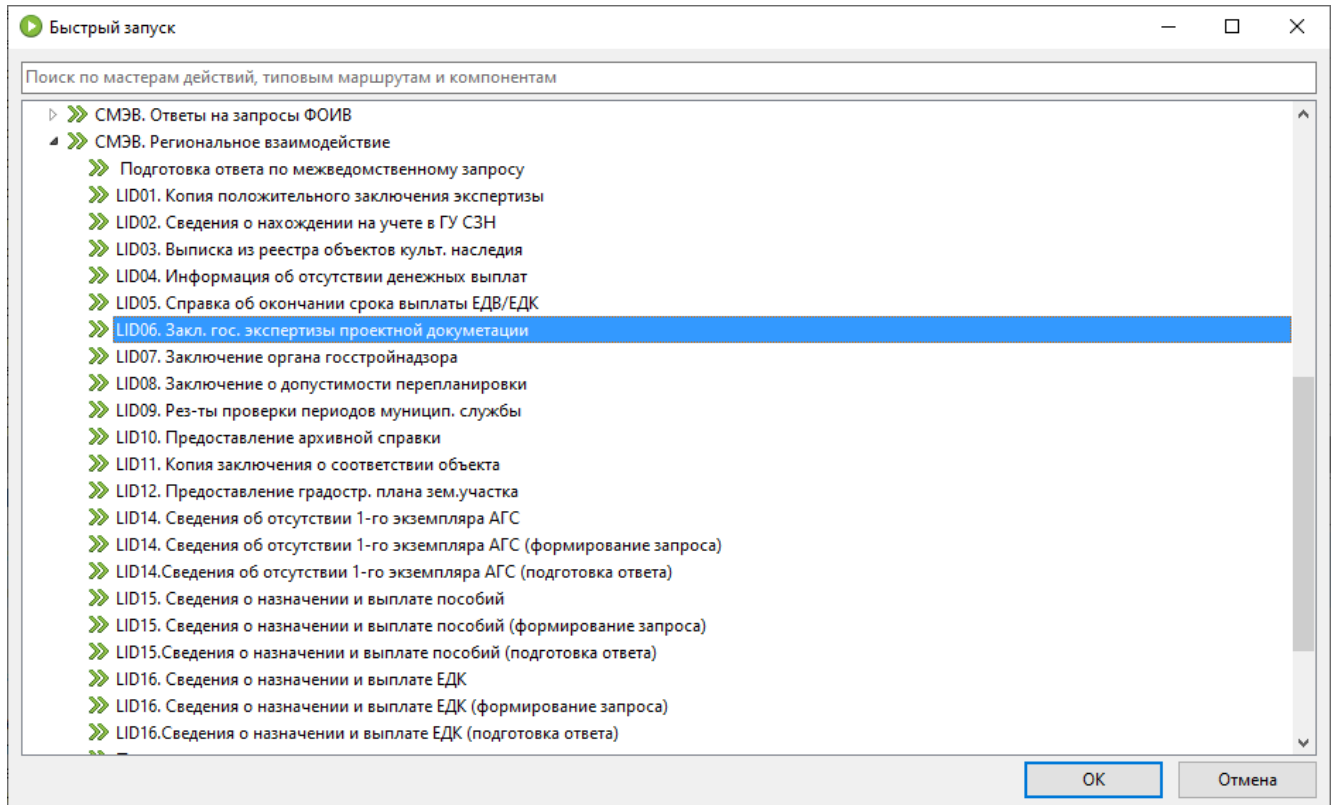 Быстрый запуск
Поиск по мастерам действий, типовым маршрутам и компонентам
СМЭВ. Ответы на запросы ФОИВ
СМЭВ. Региональное взаимодействие
Подготовка ответа по межведомственному запросу
LID01. Копия положительного заключения экспертизы
LID02. Сведения о нахождении на учете в ГУ СЗН
LID03. Выписка из реестра объектов культ. наследия
LID04. Информация об отсутствии денежных выплат
LID05. Справка об окончании срока выплаты ЕДВ/ЕДК
LID06. Закл. гос. экспертизы проектной докуметации
LID07. Заключение органа госстройнадзора
LID08. Заключение о допустимости перепланировки
LID09. Рез-ты проверки периодов муницип. службы
LID10. Предоставление архивной справки
LID11. Копия заключения о соответствии объекта
LID12. Предоставление градостр. плана зем.участка
LID14. Сведения об отсутствии 1-го экземпляра АГС
LID14. Сведения об отсутствии 1-го экземпляра АГС (формирование запроса)
LID14.Сведения об отсутствии 1-го экземпляра АГС (подготовка ответа)
LID15. Сведения о назначении и выплате пособий
LID15. Сведения о назначении и выплате пособий (формирование запроса)
LID15.Сведения о назначении и выплате пособий (подготовка ответа)
LID16. Сведения о назначении и выплате ЕДК
LID16. Сведения о назначении и выплате ЕДК (формирование запроса)
LID16.Сведения о назначении и выплате ЕДК (подготовка ответа)
ОК
Отмена